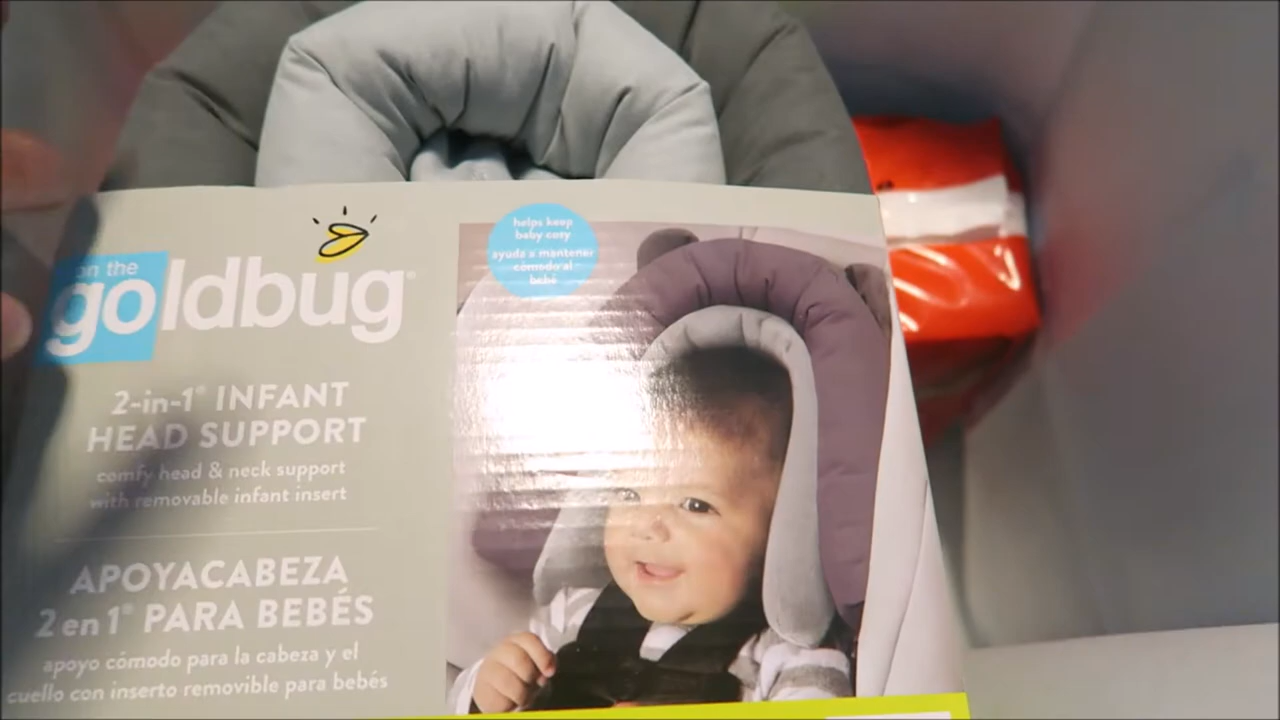 on the
goldbug®
2-in-1® INFANT
HEAD SUPPORT
comfy head & neck support
with removable infant insert
APOYACABEZA
2 en 1® PARA BEBÉS
apoyo cómodo para la cabeza y el
cuello con inserto removible para bebés
helps keep
baby cosy
ayuda a mantener
cómodo al
bebé